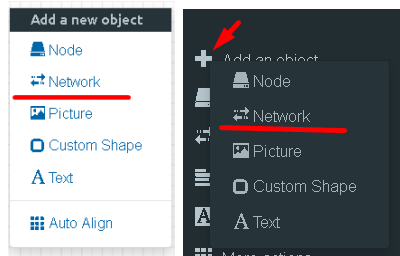 Add a new object
Node
Network
Picture
Custom Shape
Text
Auto Align
Add an object
Node
Network
Picture
Custom Shape
Text
More actions